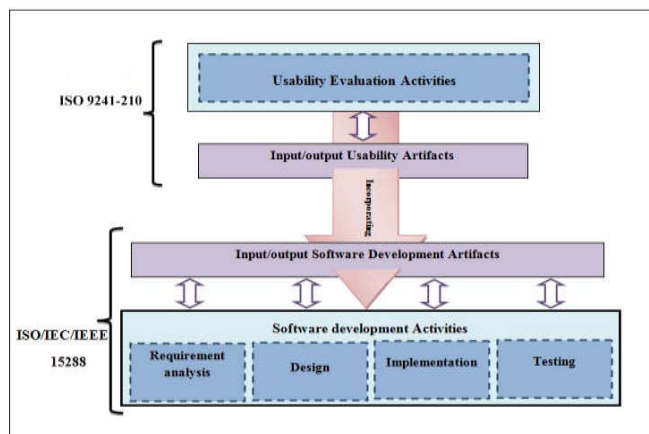 Usability Evaluation Activities
ISO 9241-210
Input/output Usability Artifacts
Incorporating
Input/output Software Development Artifacts
ISO/IEC/IEEE
15288
Software development Activities
Requirement
analysis
Design
Implementation
Testing